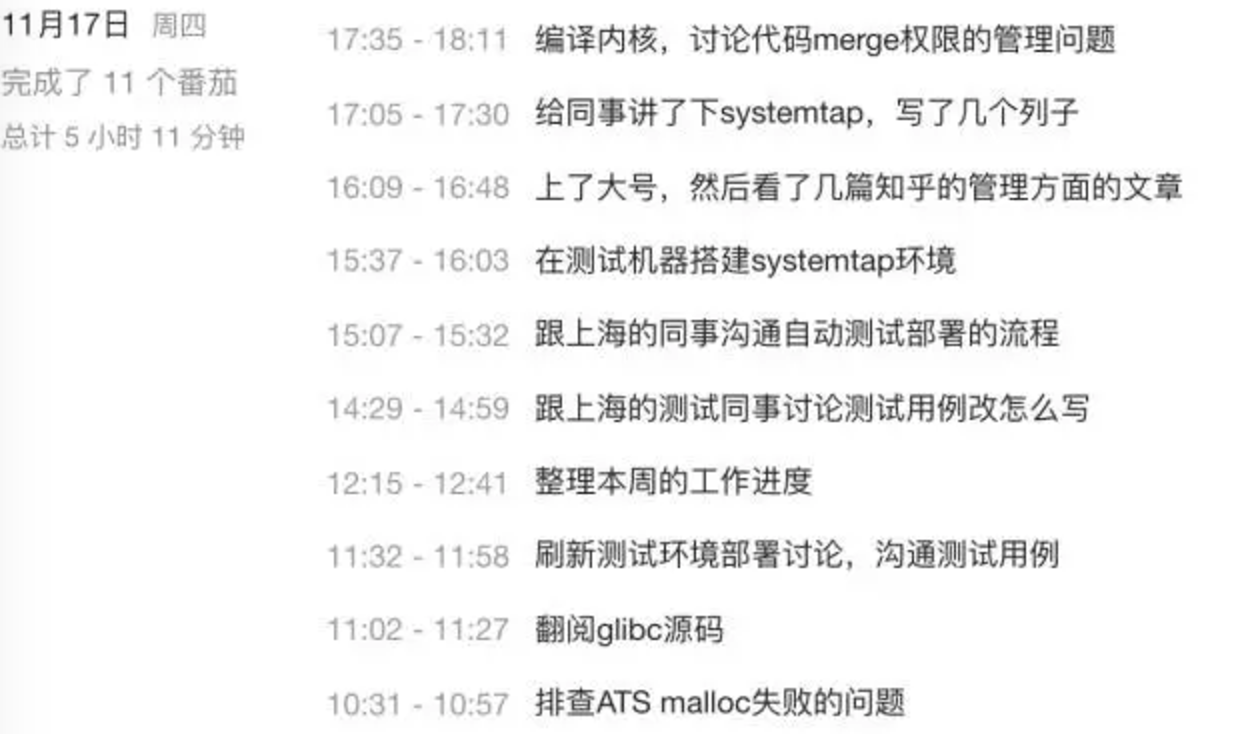 11月17日 周四
完成了 11 个番茄
总计 5 小时 11 分钟
17:35 - 18:11 编译内核，讨论代码merge权限的管理问题
17:05 - 17:30 给同事讲了下systemtap，写了几个列子
16:09 - 16:48 上了大号，然后看了几篇知乎的管理方面的文章
15:37 - 16:03 在测试机器搭建systemtap环境
15:07 - 15:32 跟上海的同事沟通自动测试部署的流程
14:29 - 14:59 跟上海的测试同事讨论测试用例改怎么写
12:15 - 12:41 整理本周的工作进度
11:32 - 11:58 刷新测试环境部署讨论，沟通测试用例
11:02 - 11:27 翻阅glibc源码
10:31 - 10:57 排查ATS malloc失败的问题